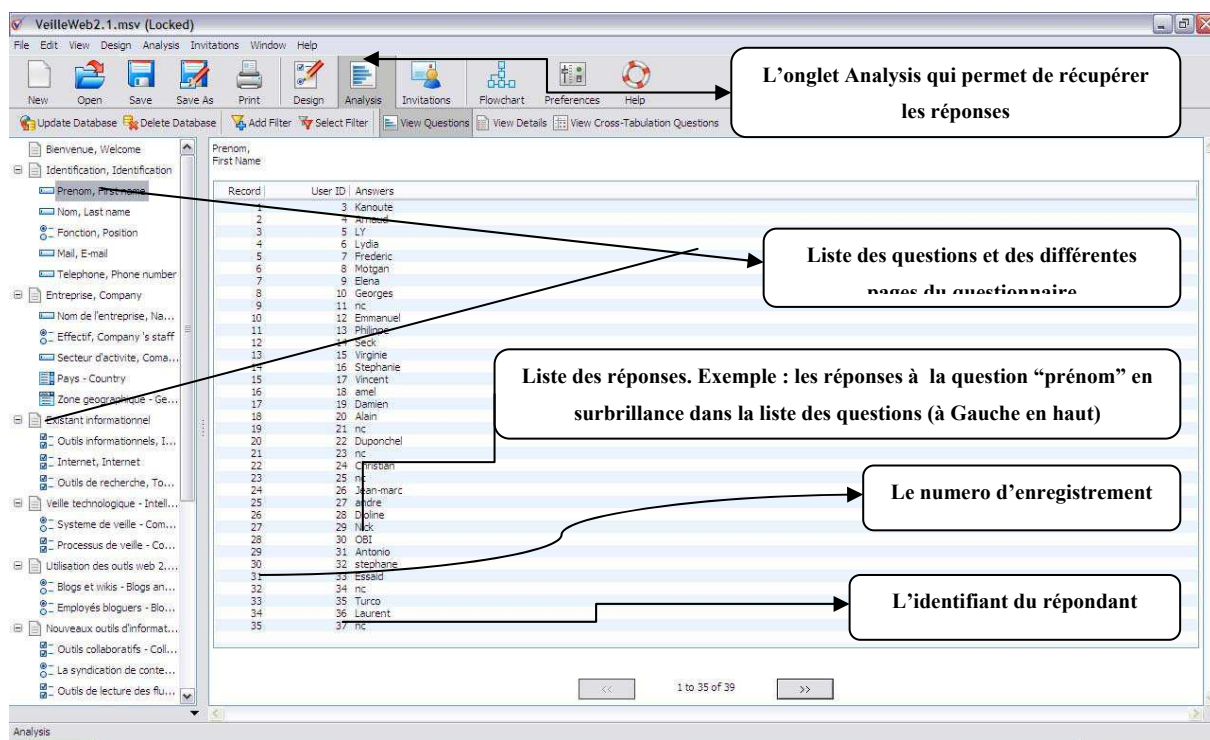 VeilleWeb2.1.msv (Locked)
File Edit View Design Analysis Invitations Window Help
New Open Save Save As Print Design Analysis Invitations Flowchart Preferences Help
Update Database Delete Database Add Filter Select Filter View Questions View Details View Cross-Tabulation Questions
L'onglet Analysis qui permet de récupérer
les réponses
Bienvenue, Welcome
Identification, Identification
Prenom, First name
Nom, Last name
Fonction, Position
Mail, E-mail
Telephone, Phone number
Entreprise, Company
Nom de l'entreprise, Na...
Effectif, Company 's staff
Secteur d'activite, Coma...
Pays - Country
Zone geographique - Ge...
Existant informationnel
Outils informationnels, I...
Internet, Internet
Outils de recherche, To...
Veille technologique - Intell...
Systeme de veille - Com...
Processus de veille - Co...
Utilisation des outls web 2....
Blogs et wikis - Blogs an...
Employés bloguers - Blo...
Nouveaux outils d'informat...
Outils collaboratifs - Coll...
La syndication de conte...
Outils de lecture des flu...
Prenom,
First Name
Record User ID Answers
1 3 Kanoute
2 4 Arnaud
3 5 LY
4 6 Lydia
5 7 Frederic
6 8 Motgan
7 9 Elena
8 10 Georges
9 11 nc
10 12 Emmanuel
11 13 Philippe
12 14 Seck
13 15 Virginie
14 16 Stephanie
15 17 Vincent
16 18 amel
17 19 Damien
18 20 Alain
19 21 nc
20 22 Duponchel
21 23 nc
22 24 Christian
23 25 nc
24 26 Jean-marc
25 27 andre
26 28 Djoline
27 29 Nick
28 30 OBI
29 31 Antonio
30 32 stephane
31 33 Essaid
32 34 nc
33 35 Turco
34 36 Laurent
35 37 nc
Liste des questions et des différentes
pages du questionnaire
Liste des réponses. Exemple : les réponses à la question “prénom” en
surbrillance dans la liste des questions (à Gauche en haut)
Le numero d'enregistrement
L'identifiant du répondant
<< 1 to 35 of 39 >>
Analysis